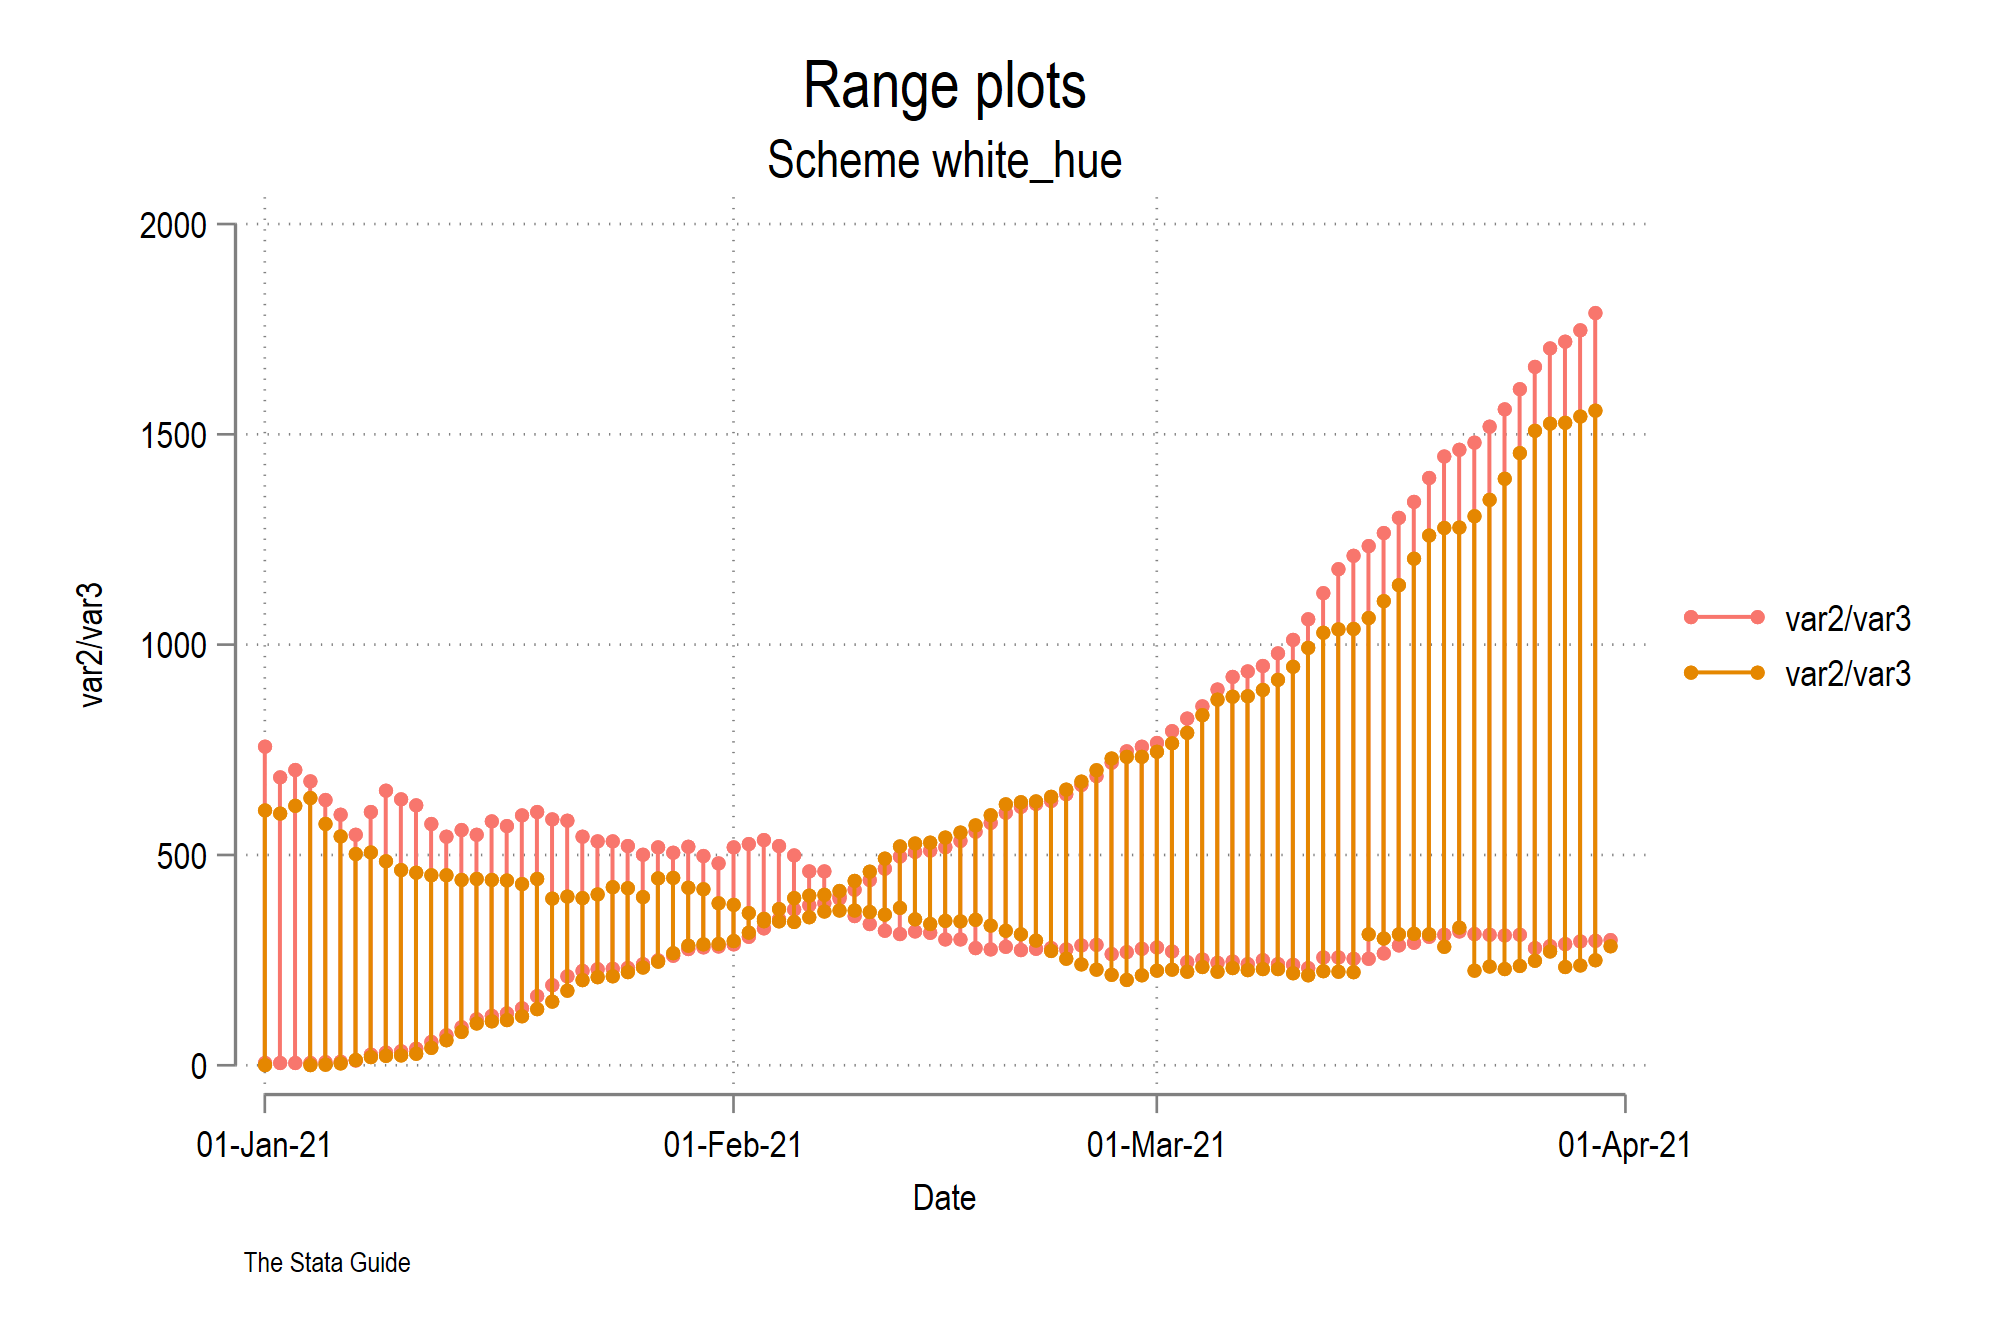 Range plots
Scheme white_hue
2000
1500
1000
500
0
var2/var3
01-Jan-21
01-Feb-21
01-Mar-21
01-Apr-21
Date
var2/var3
var2/var3
The Stata Guide